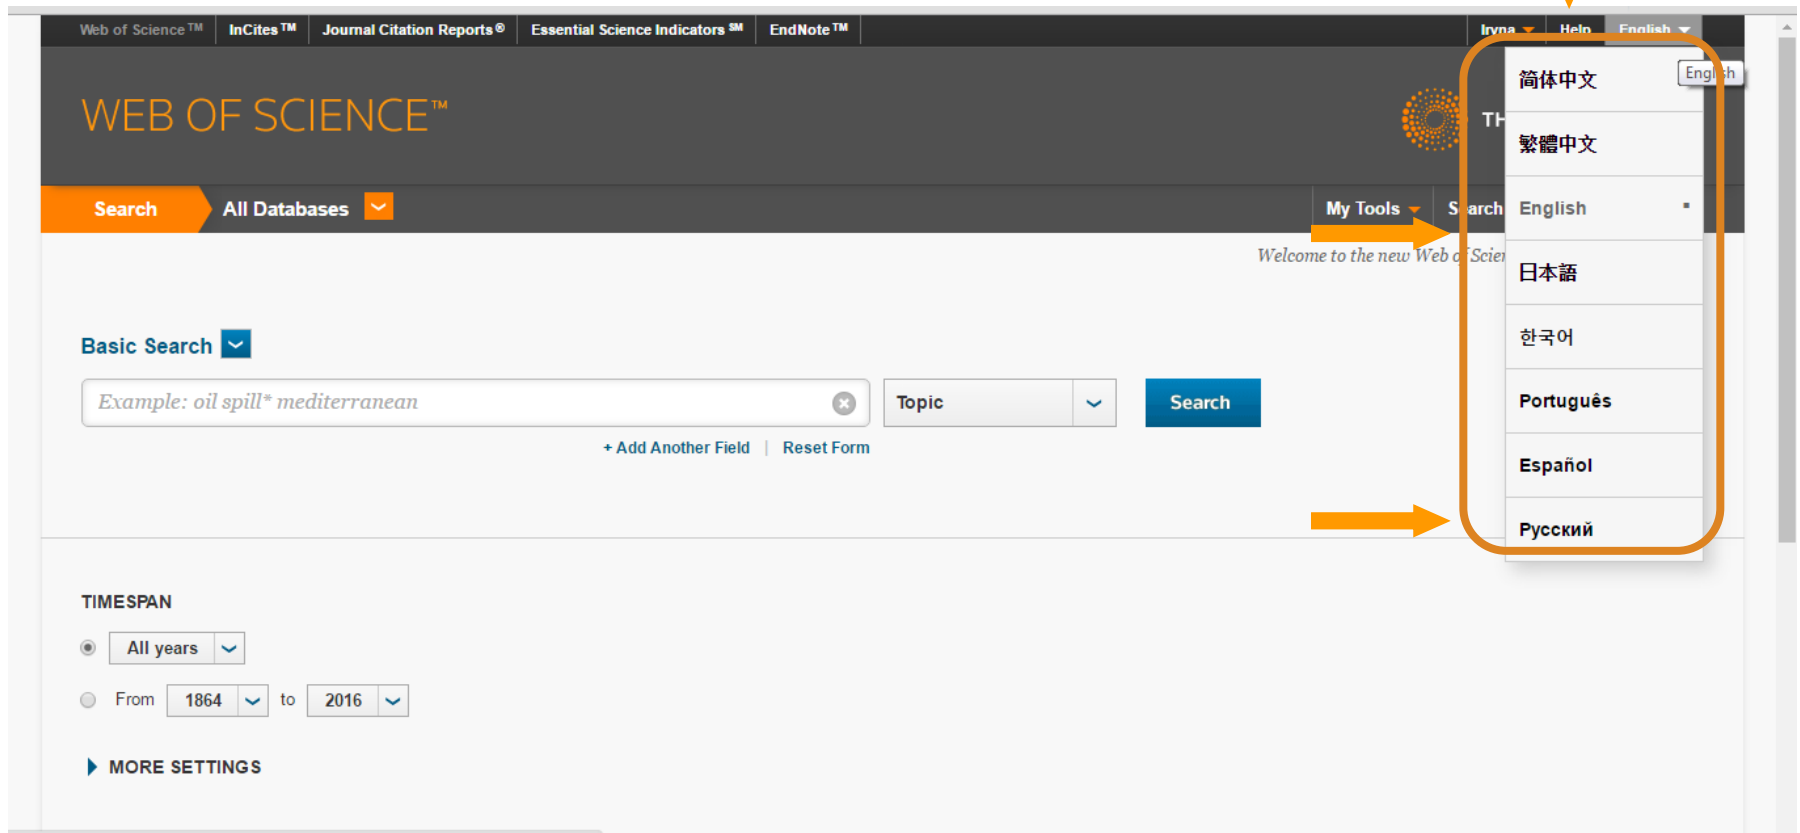 Web of Science™ InCites™ Journal Citation Reports® Essential Science Indicators℠ EndNote™ Iryna Help English
English
WEB OF SCIENCE™
TH
Search All Databases My Tools Search
Welcome to the new Web of Scien
简体中文
繁體中文
English
日本語
한국어
Português
Español
Русский
Basic Search
Example: oil spill* mediterranean Topic Search
+ Add Another Field | Reset Form
TIMESPAN
All years
From 1864 to 2016
MORE SETTINGS